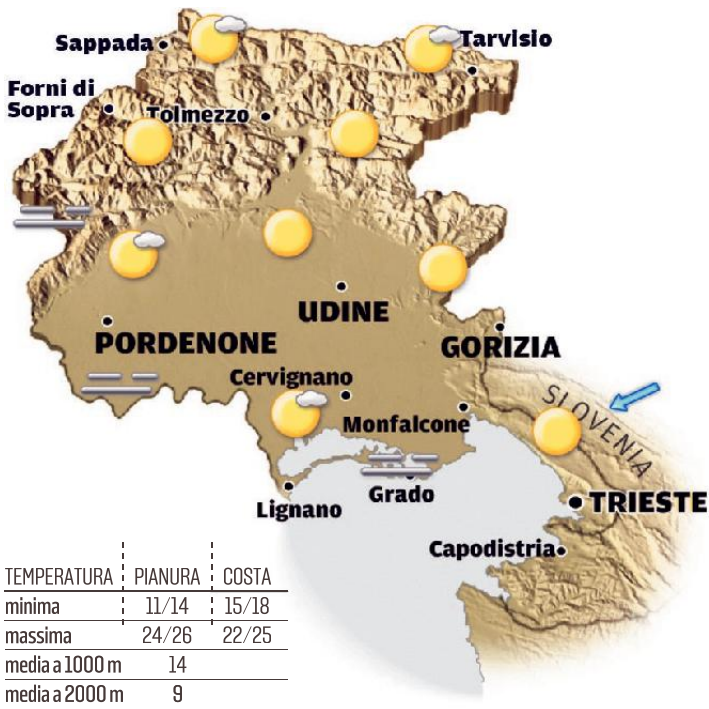 Sappada
Tarvisio
Forni di
Sopra
Tolmezzo
UDINE
PORDENONE
GORIZIA
Cervignano
SLOVENIA
Monfalcone
Grado
Lignano
TRIESTE
Capodistria
TEMPERATURA PIANURA COSTA
minima 11/14 15/18
massima 24/26 22/25
media a 1000 m 14
media a 2000 m 9